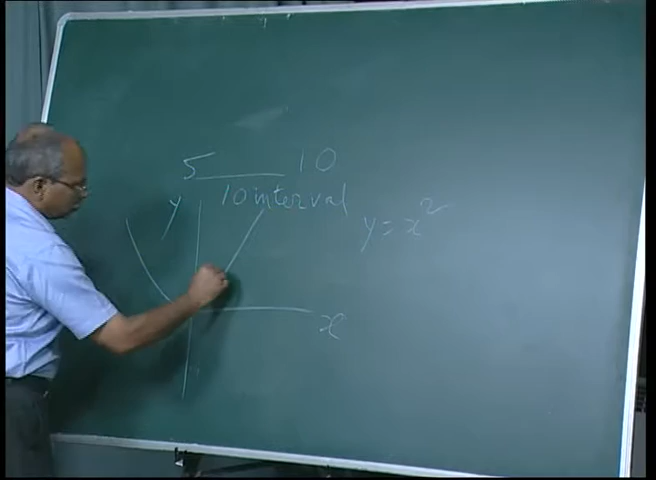 5 10
10 interval
y
y = x²
x